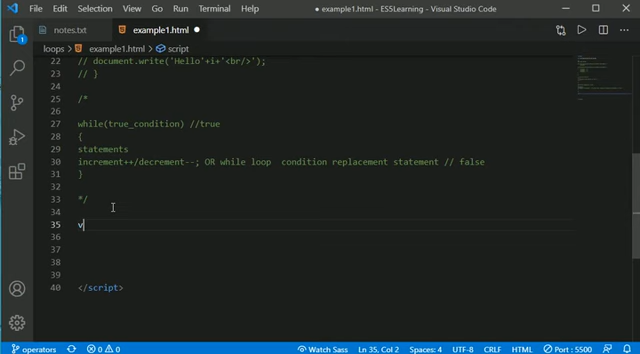 File Edit Selection View Go Run Terminal Help
● example1.html - ES5Learning - Visual Studio Code
notes.txt
example1.html
loops > example1.html > script
22 // document.write('Hello'+i+'<br/>');
23 // }
24
25 /*
26
27 while(true_condition) //true
28 {
29 statements
30 increment++/decrement--; OR while loop condition replacement statement // false
31 }
32
33 */
34
35 v
36
37
38
39
40 </script>
operators 0 0 Watch Sass Ln 35, Col 2 Spaces: 4 UTF-8 CRLF HTML Port : 5500
1